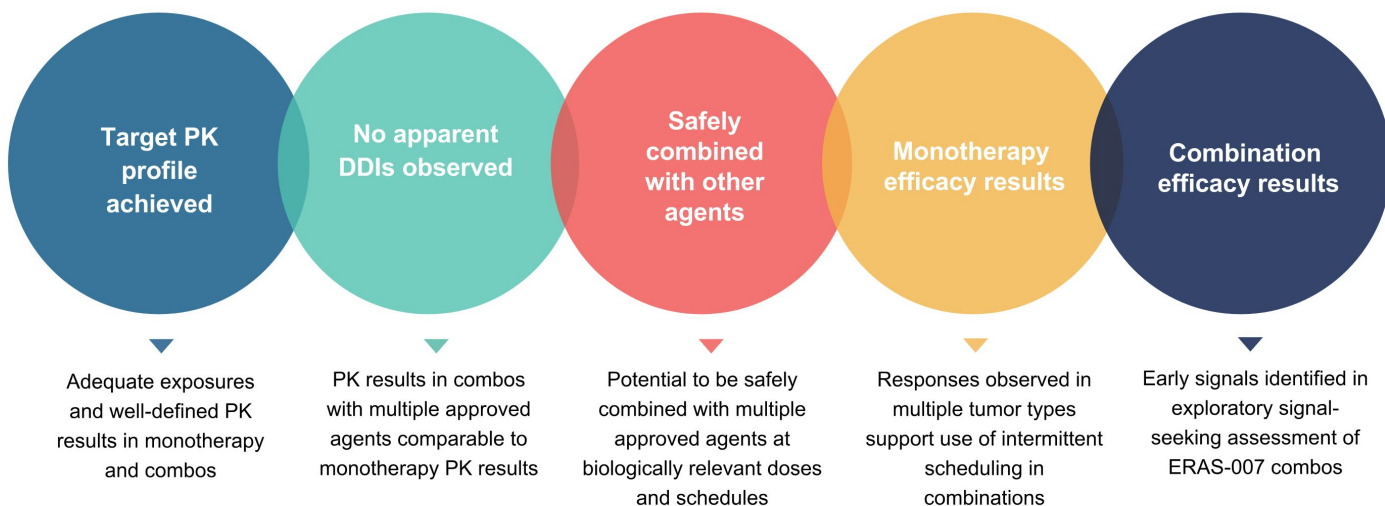 Target PK
profile
achieved
No apparent
DDIs observed
Safely
combined
with other
agents
Monotherapy
efficacy results
Combination
efficacy results
Adequate exposures
and well-defined PK
results in monotherapy
and combos
PK results in combos
with multiple approved
agents comparable to
monotherapy PK results
Potential to be safely
combined with multiple
approved agents at
biologically relevant doses
and schedules
Responses observed in
multiple tumor types
support use of intermittent
scheduling in
combinations
Early signals identified in
exploratory signal-
seeking assessment of
ERAS-007 combos